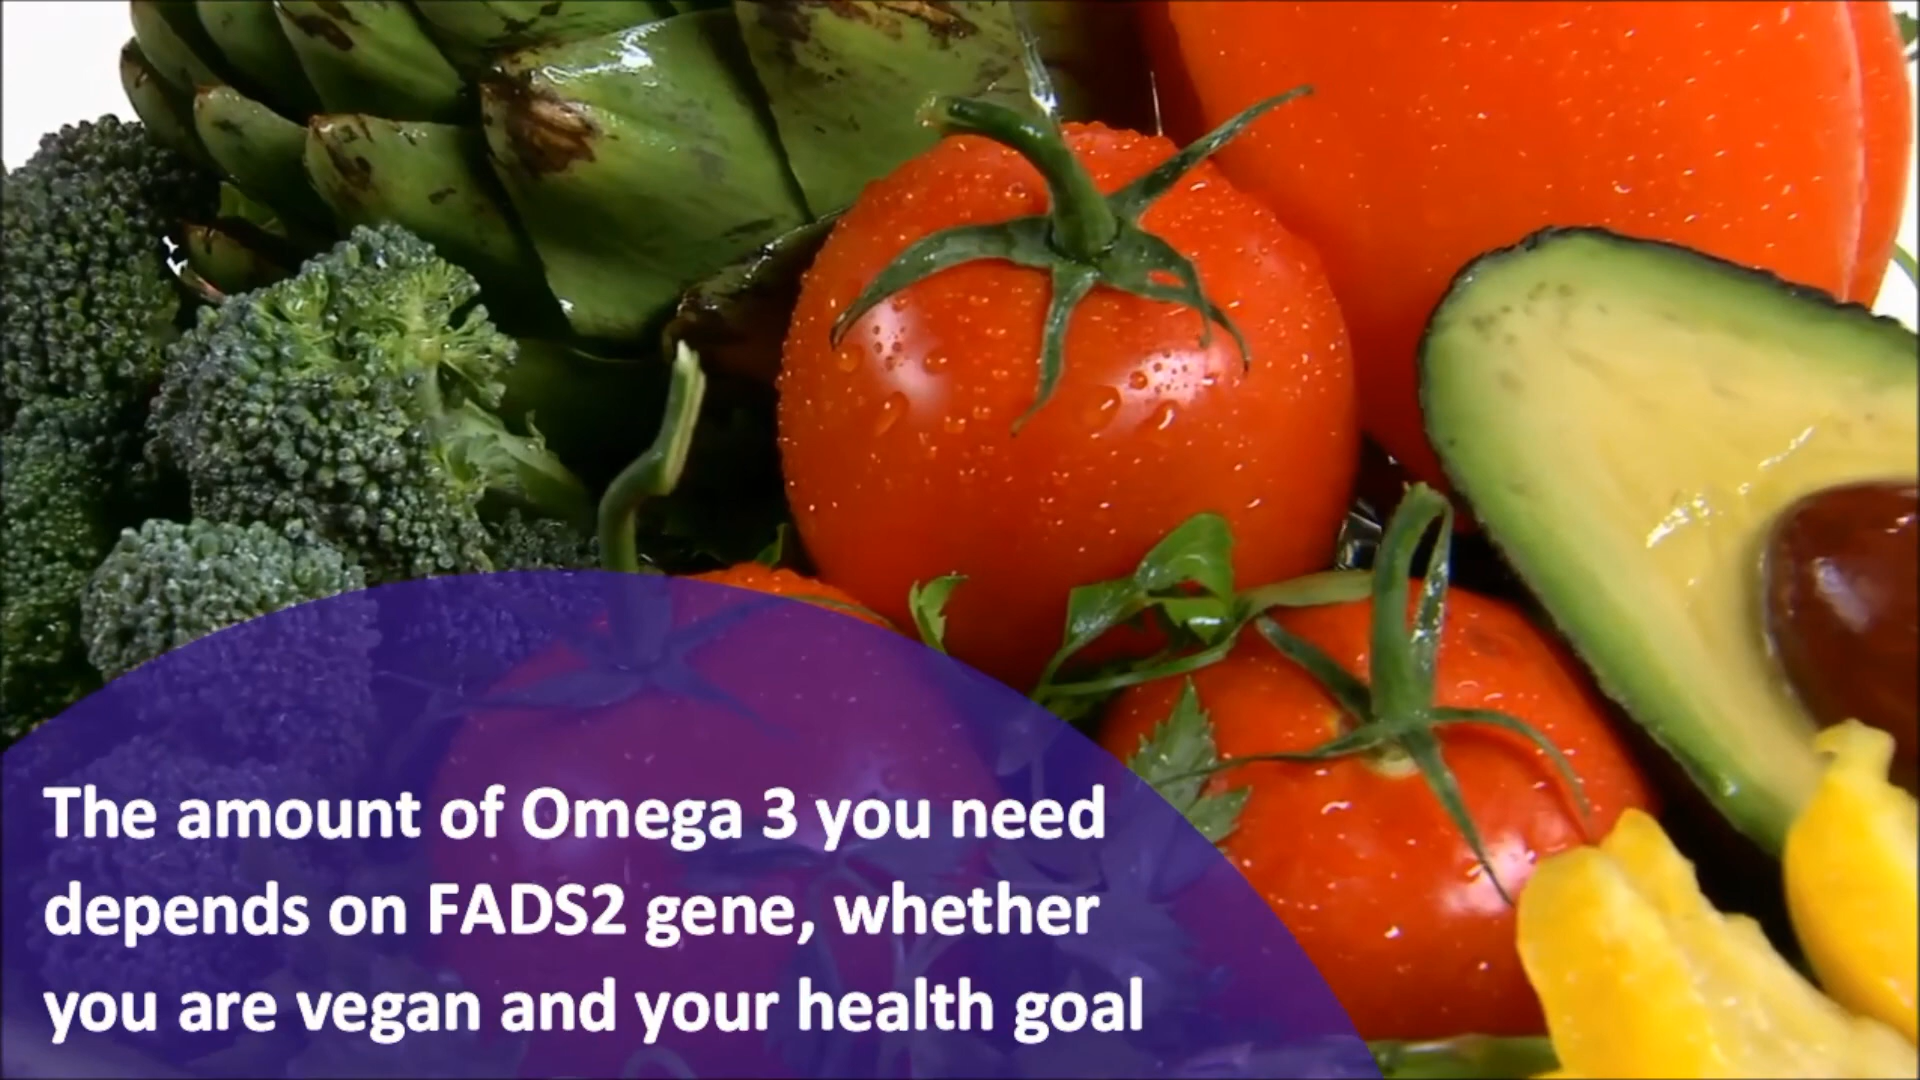 The amount of Omega 3 you need
depends on FADS2 gene, whether
you are vegan and your health goal